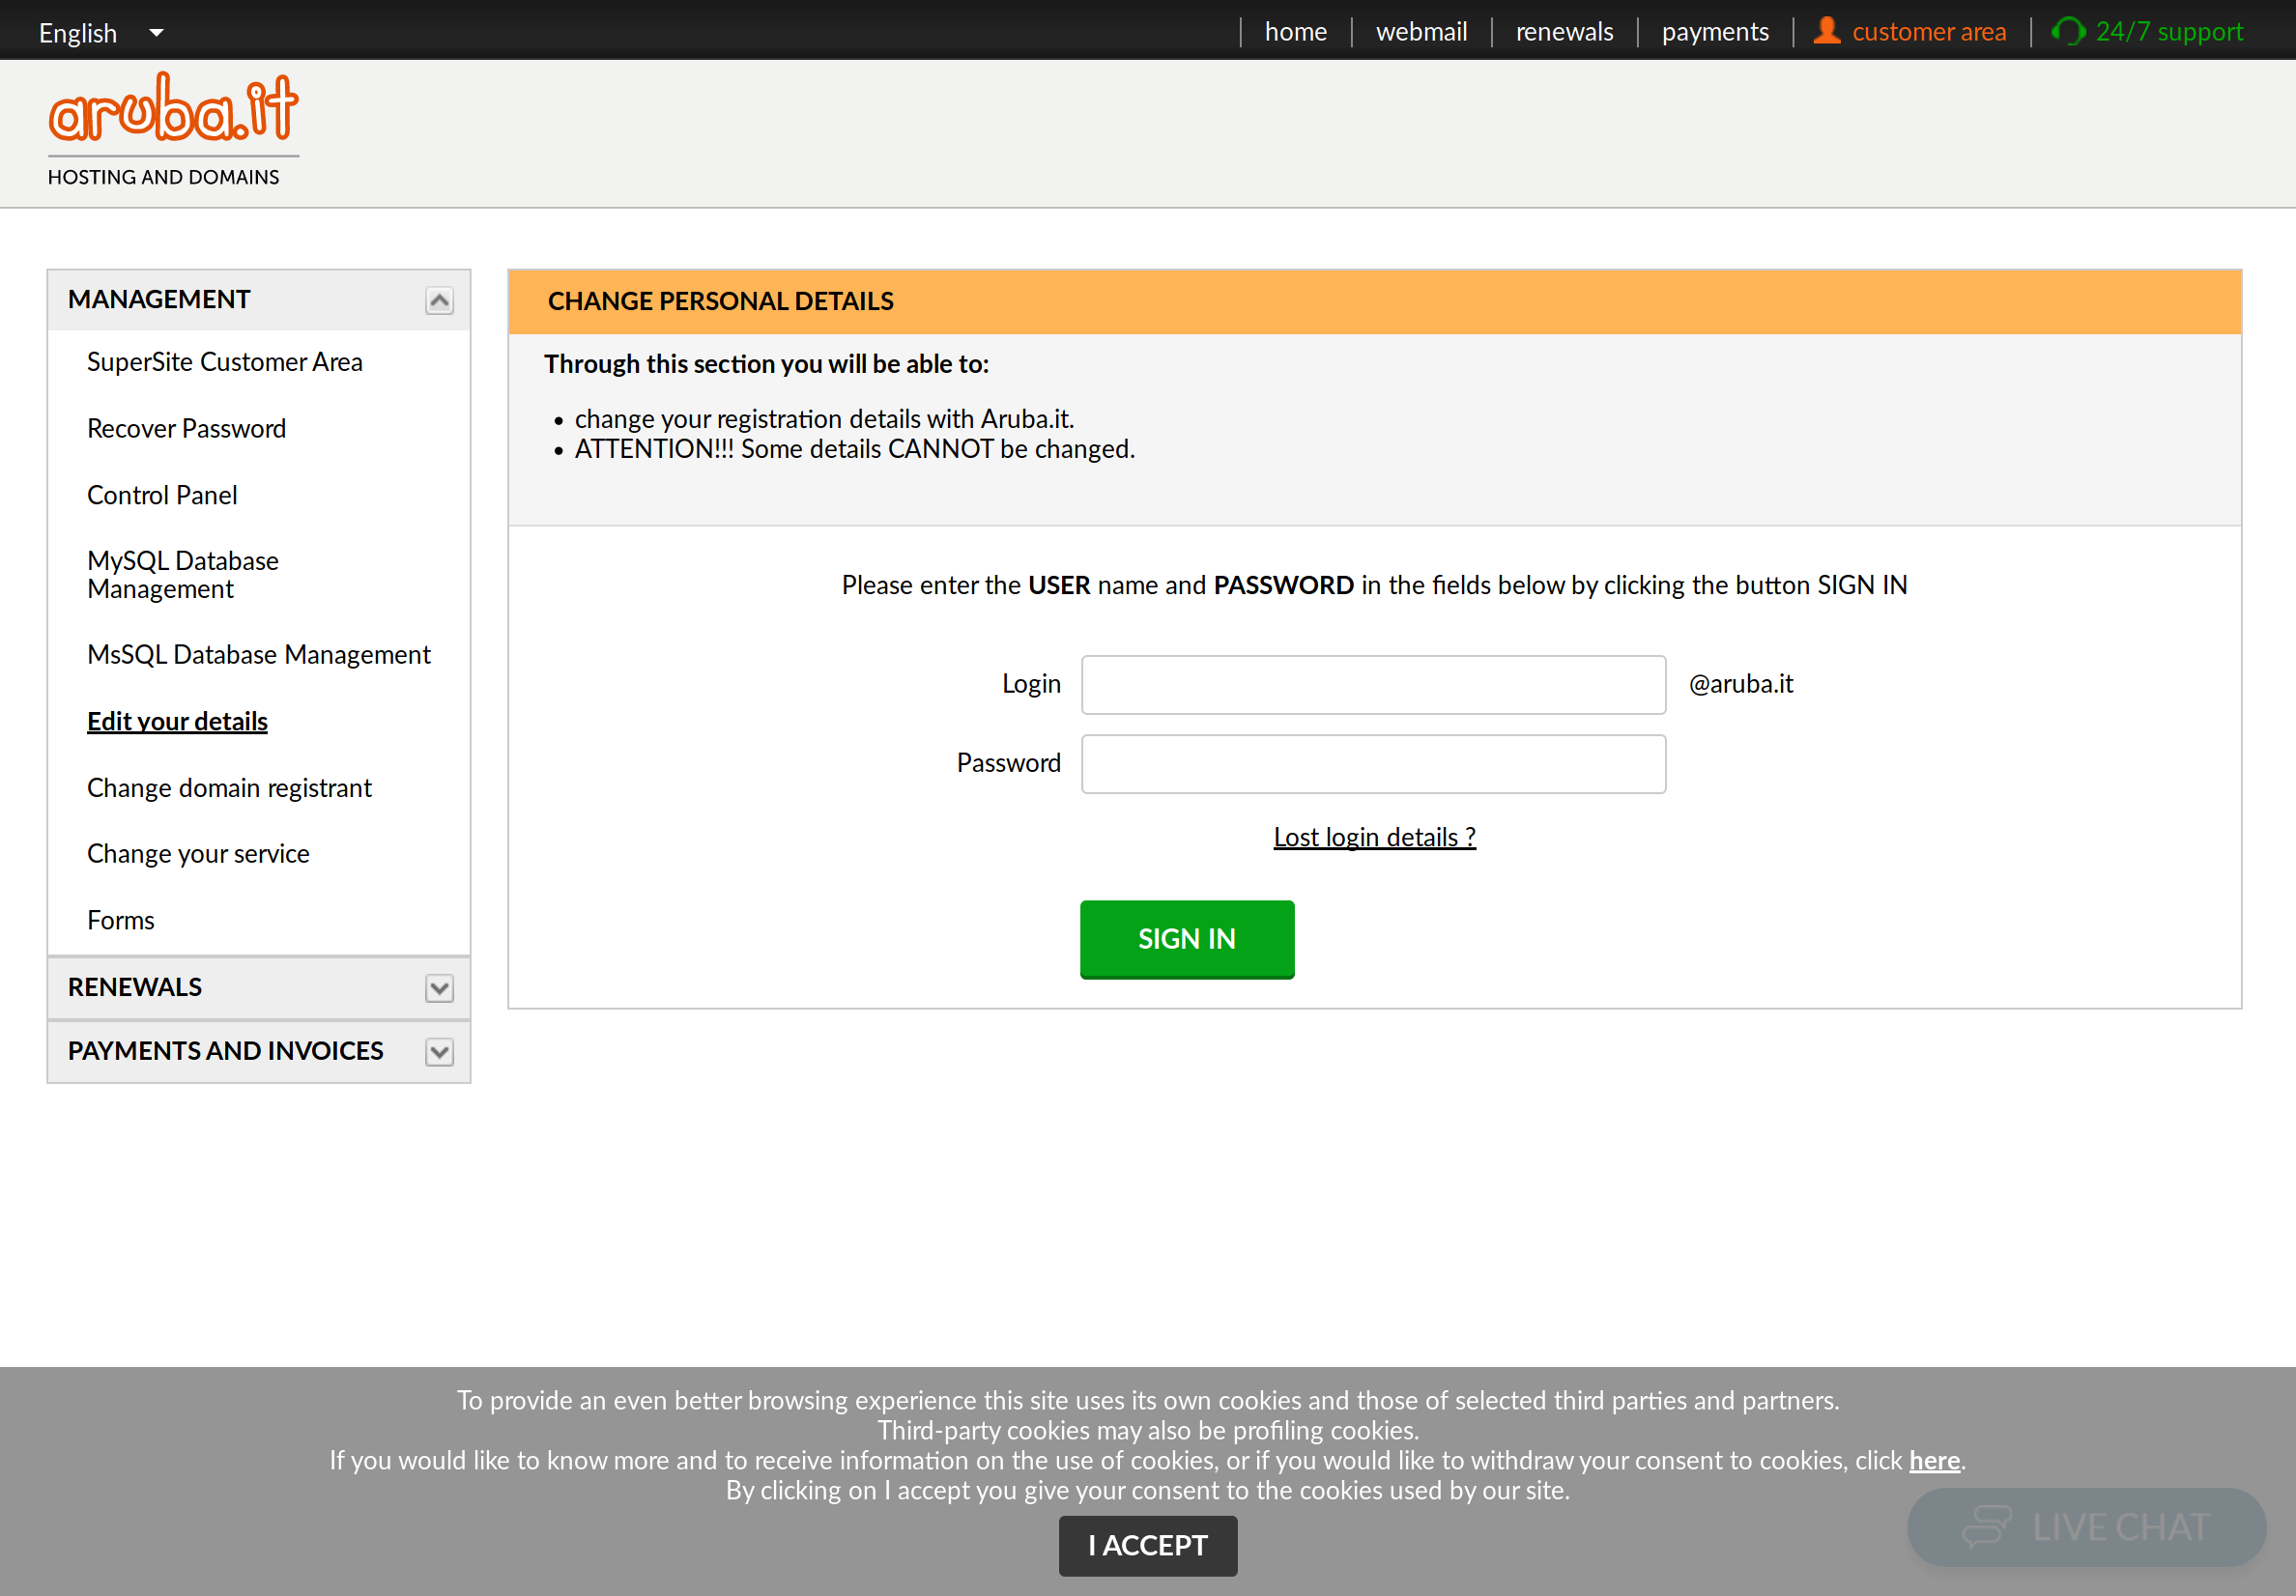 English
home
webmail
renewals
payments
customer area
24/7 support
aruba.it
HOSTING AND DOMAINS
MANAGEMENT
SuperSite Customer Area
Recover Password
Control Panel
MySQL Database
Management
MsSQL Database Management
Edit your details
Change domain registrant
Change your service
Forms
RENEWALS
PAYMENTS AND INVOICES
CHANGE PERSONAL DETAILS
Through this section you will be able to:
• change your registration details with Aruba.it.
• ATTENTION!!! Some details CANNOT be changed.
Please enter the USER name and PASSWORD in the fields below by clicking the button SIGN IN
Login @aruba.it
Password
Lost login details ?
SIGN IN
To provide an even better browsing experience this site uses its own cookies and those of selected third parties and partners.
Third-party cookies may also be profiling cookies.
If you would like to know more and to receive information on the use of cookies, or if you would like to withdraw your consent to cookies, click here.
By clicking on I accept you give your consent to the cookies used by our site.
I ACCEPT
LIVE CHAT